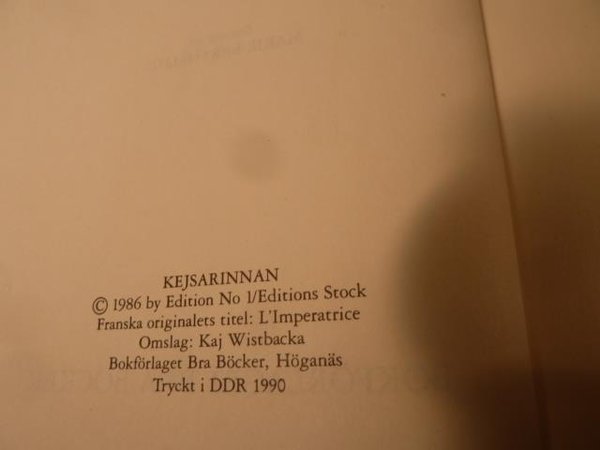 KEJSARINNAN
© 1986 by Edition No 1/Editions Stock
Franska originalets titel: L'Imperatrice
Omslag: Kaj Wistbacka
Bokförlaget Bra Böcker, Höganäs
Tryckt i DDR 1990